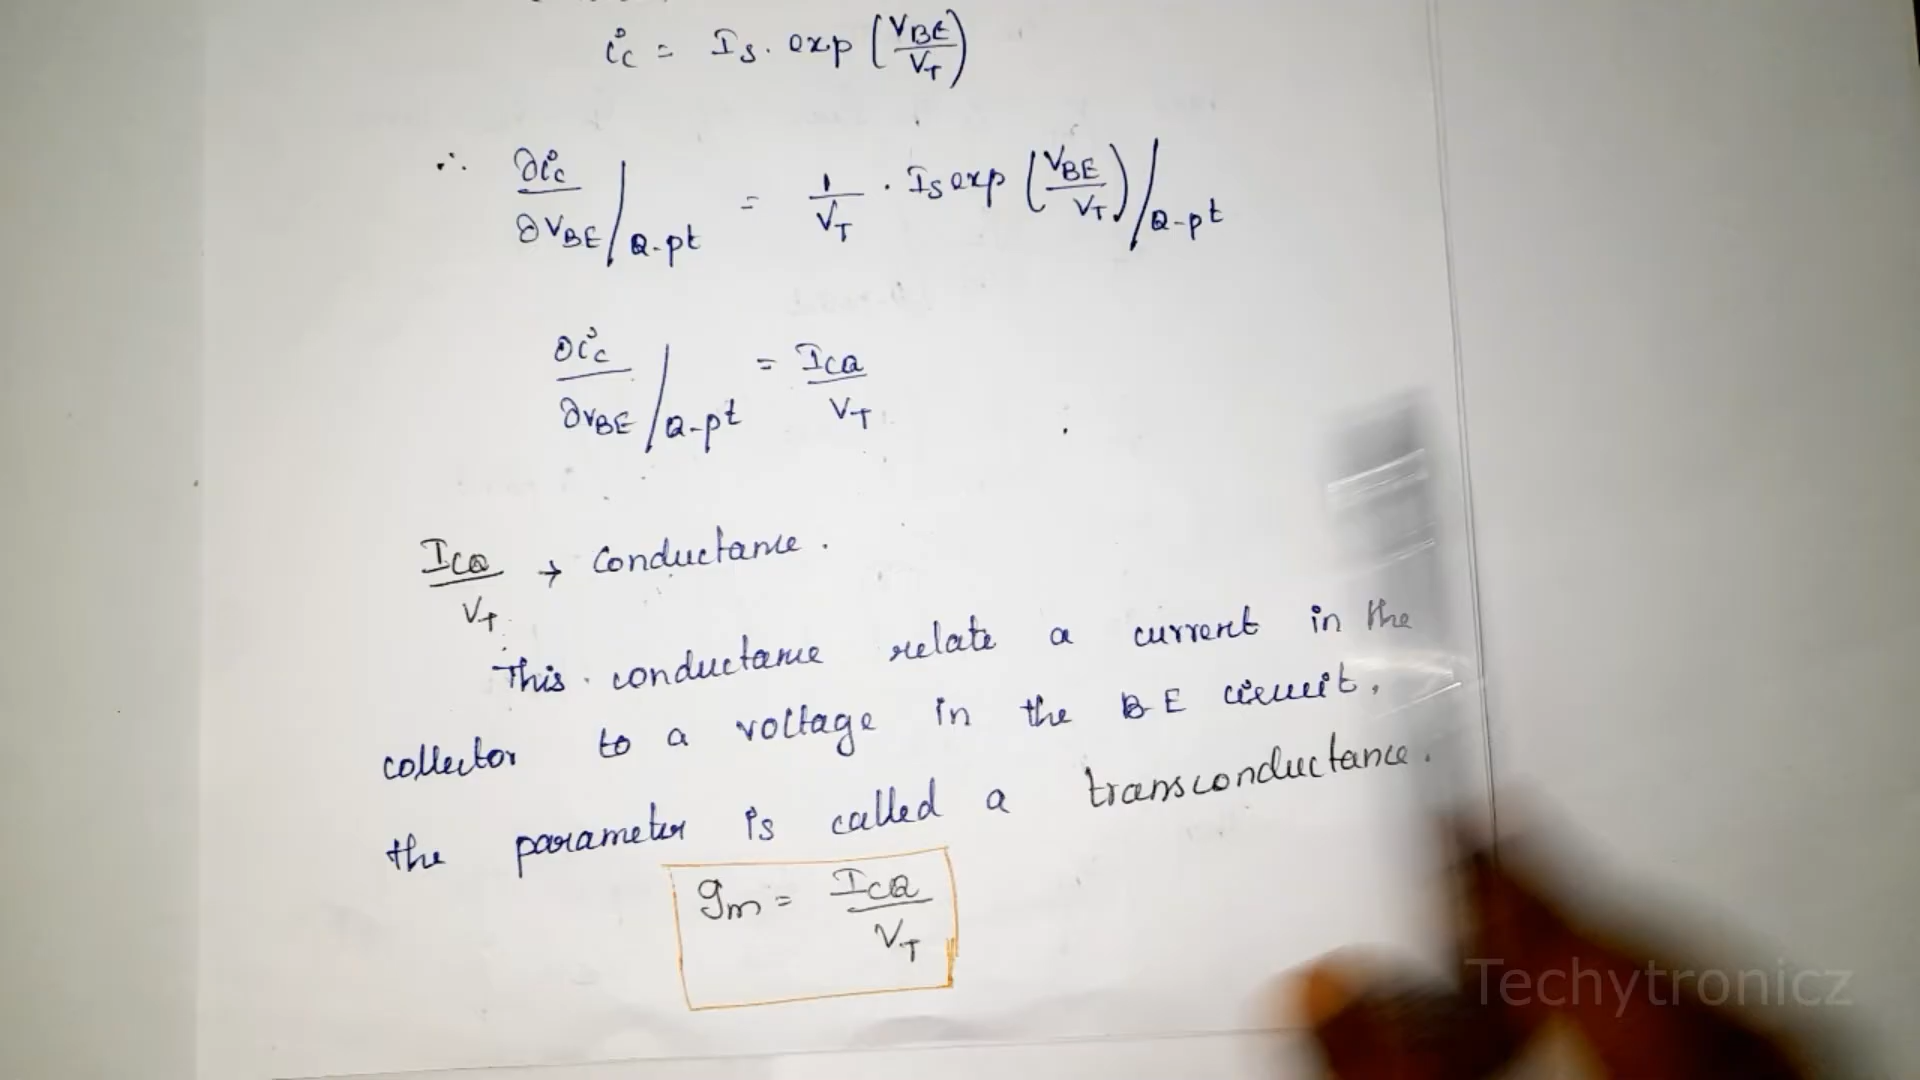 ic = Is. exp (VBE/VT)
∴ ∂ic/∂VBE |Q-pt = 1/VT · Is exp (VBE/VT) |Q-pt
∂ic/∂vBE |Q-pt = ICQ/VT
ICQ/VT → Conductance.
This conductance relate a current in the
collector to a voltage in the BE circuit,
the parameter is called a transconductance.
gm = ICQ/VT
Techytronicz